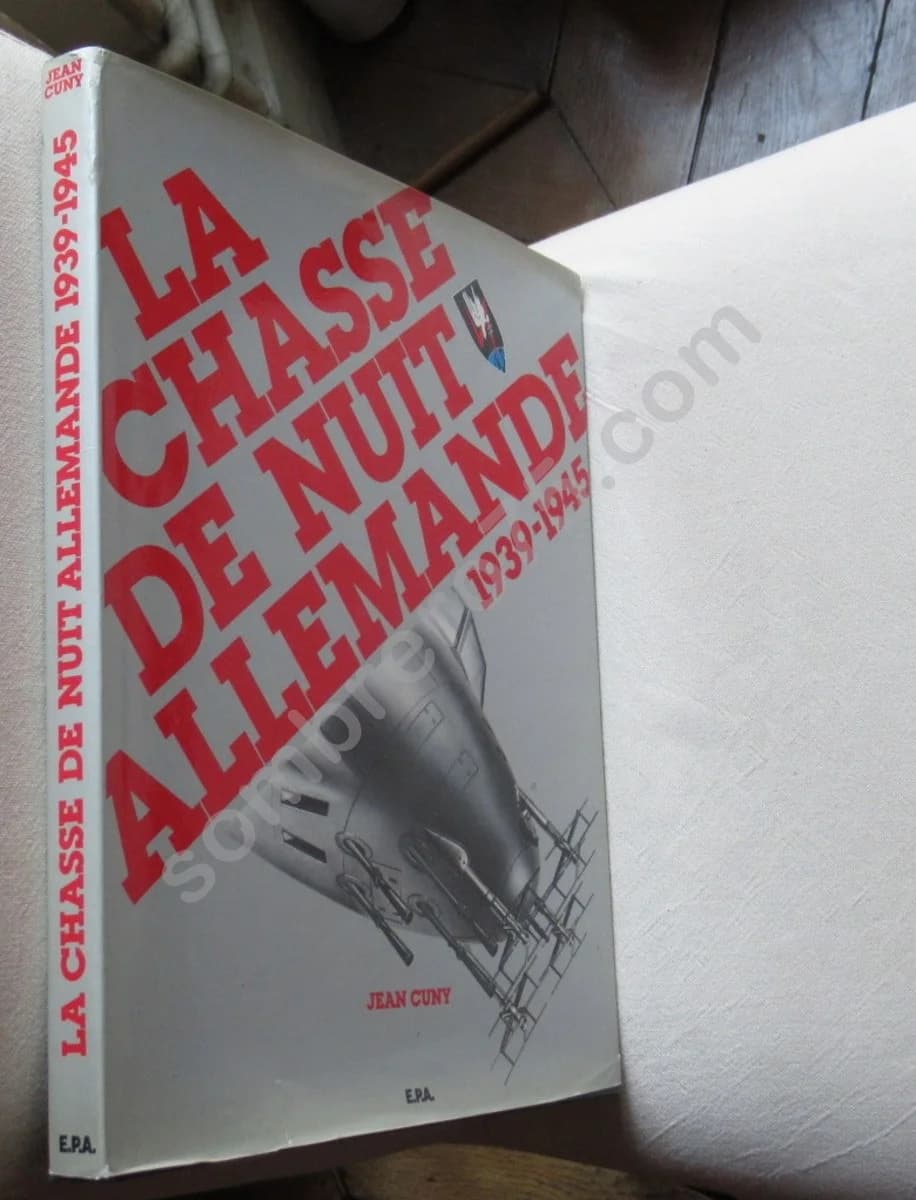 JEAN
CUNY
LA CHASSE DE NUIT ALLEMANDE 1939-1945
E.P.A.
LA
CHASSE
DE NUIT
ALLEMANDE
1939-1945
JEAN CUNY
E.P.A.